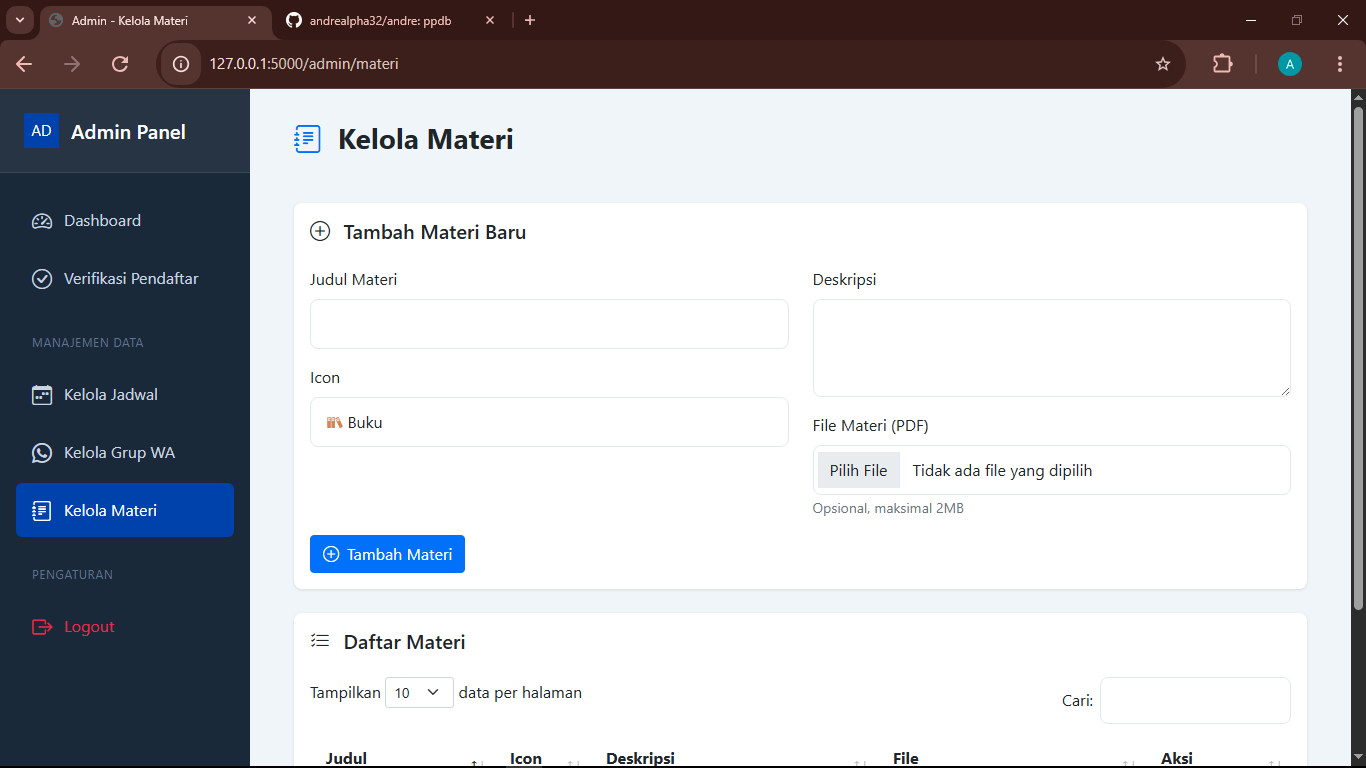 Admin - Kelola Materi
andrealpha32/andre: ppdb
127.0.0.1:5000/admin/materi
A
AD Admin Panel
Dashboard
Verifikasi Pendaftar
MANAJEMEN DATA
Kelola Jadwal
Kelola Grup WA
Kelola Materi
PENGATURAN
Logout
Kelola Materi
Tambah Materi Baru
Judul Materi
Icon
Buku
Deskripsi
File Materi (PDF)
Pilih File Tidak ada file yang dipilih
Opsional, maksimal 2MB
Tambah Materi
Daftar Materi
Tampilkan 10 data per halaman
Cari:
Judul Icon Deskripsi File Aksi